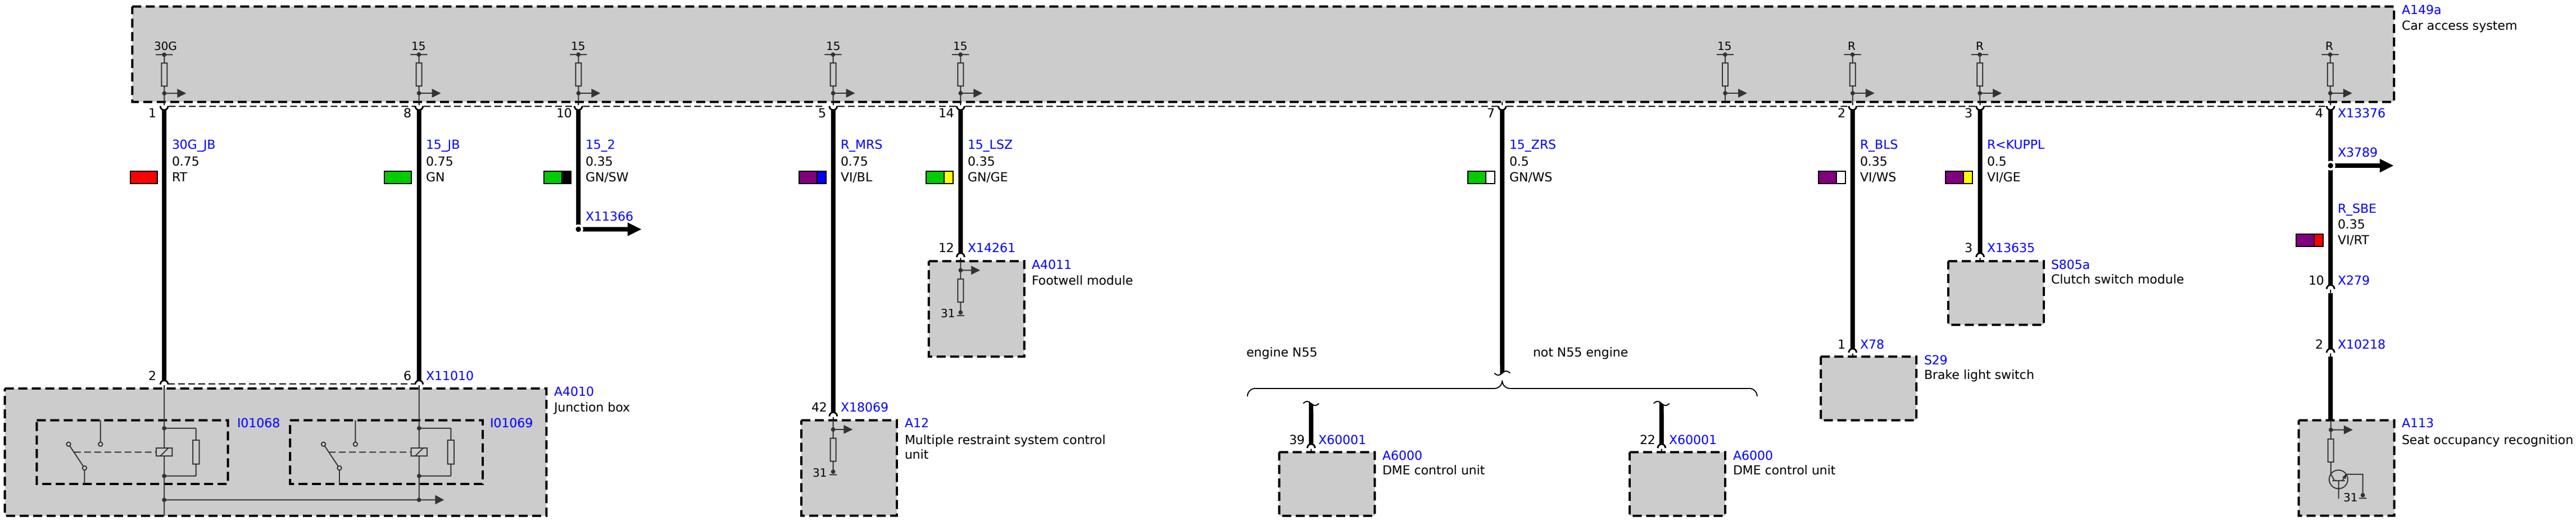 A149a
Car access system
30G
15
15
15
15
15
R
R
R
1
8
10
5
14
7
2
3
4
X13376
30G_JB
0.75
RT
15_JB
0.75
GN
15_2
0.35
GN/SW
R_MRS
0.75
VI/BL
15_LSZ
0.35
GN/GE
15_ZRS
0.5
GN/WS
R_BLS
0.35
VI/WS
R<KUPPL
0.5
VI/GE
X3789
X11366
R_SBE
0.35
VI/RT
12
X14261
3
X13635
A4011
Footwell module
31
S805a
Clutch switch module
10
X279
engine N55
not N55 engine
1
X78
2
X10218
S29
Brake light switch
2
6
X11010
A4010
Junction box
I01068
I01069
42
X18069
A12
Multiple restraint system control
unit
31
39
X60001
A6000
DME control unit
22
X60001
A6000
DME control unit
A113
Seat occupancy recognition
31